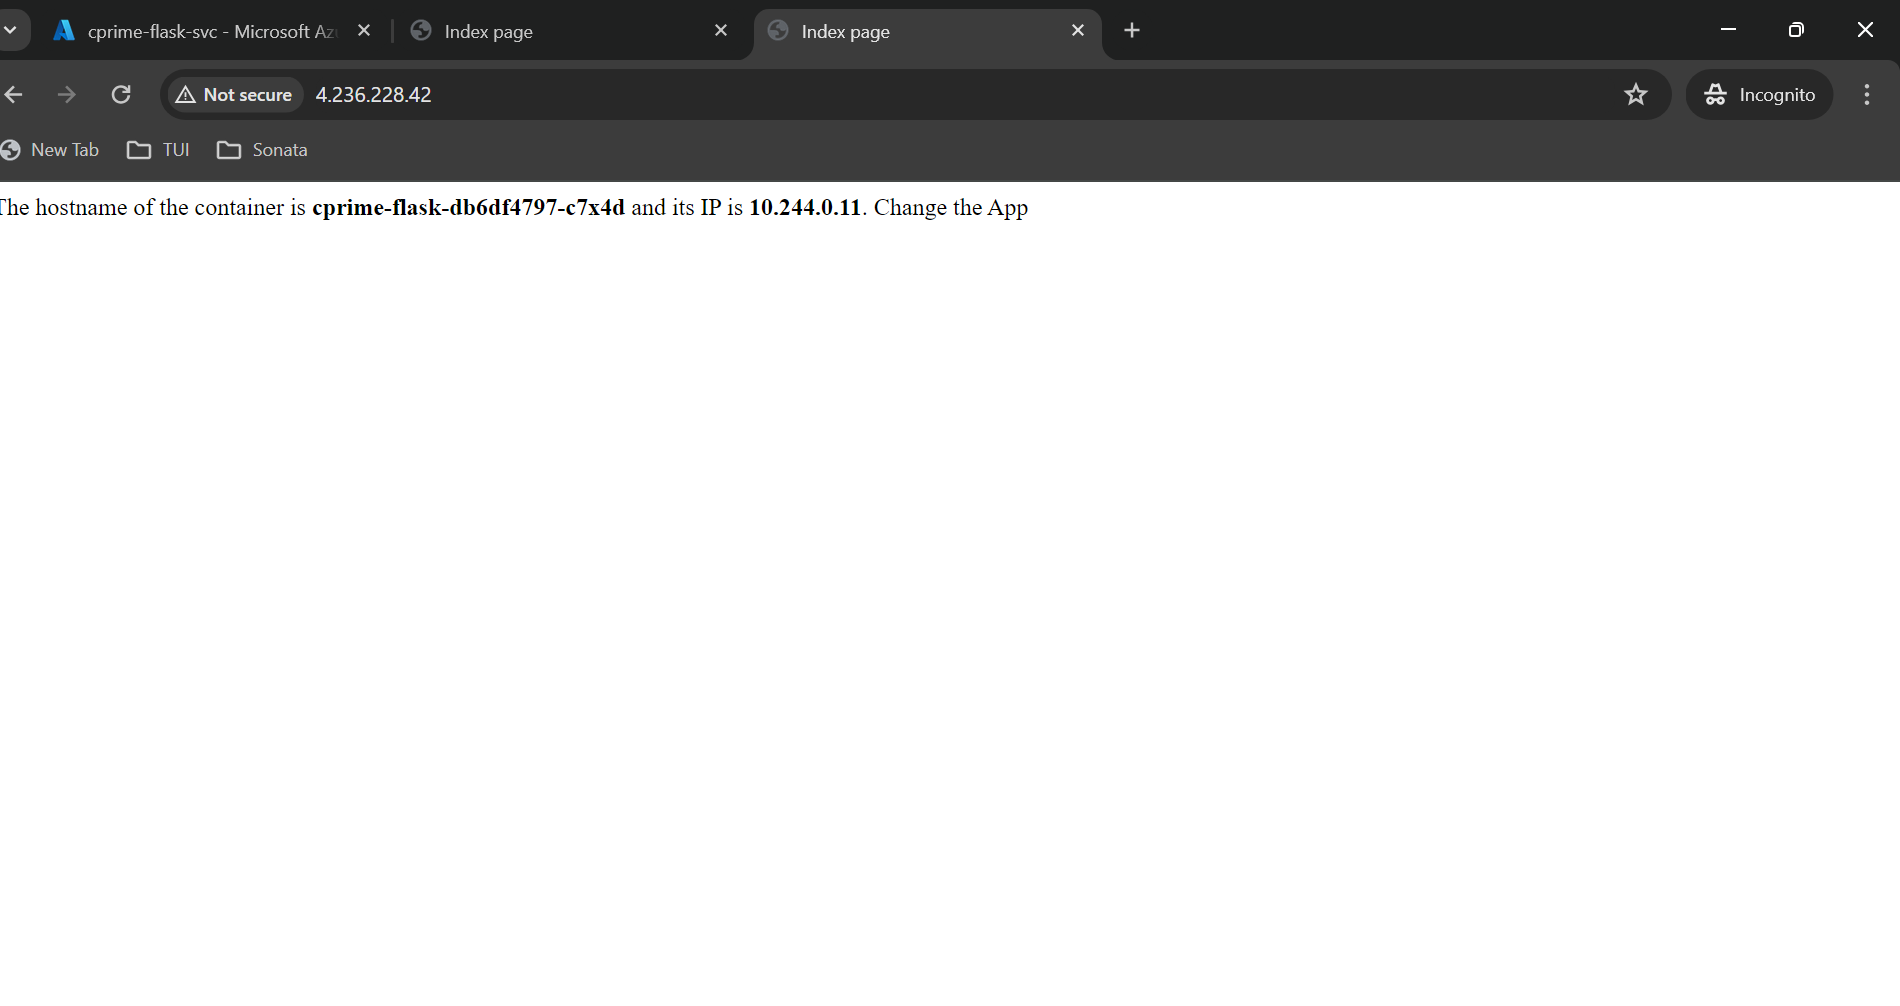 cprime-flask-svc - Microsoft Az
Index page
Index page
Not secure
4.236.228.42
Incognito
New Tab
TUI
Sonata
The hostname of the container is cprime-flask-db6df4797-c7x4d and its IP is 10.244.0.11. Change the App